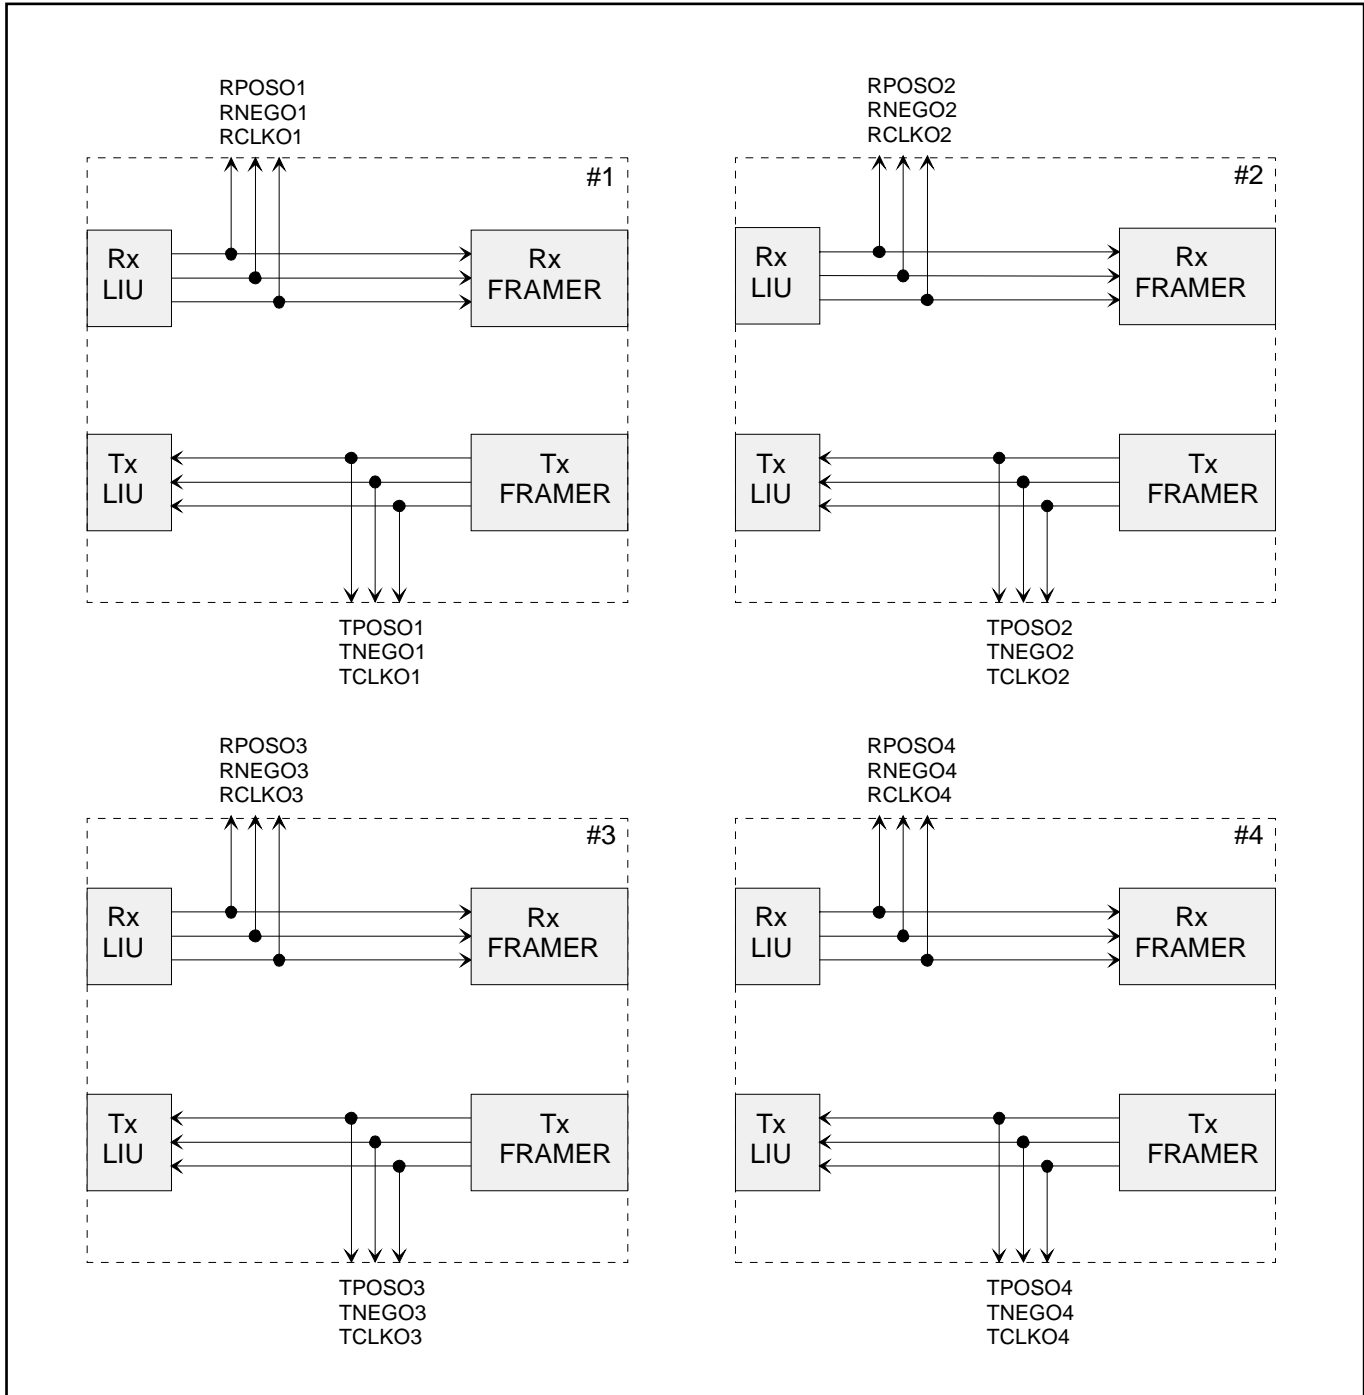 RPOSO1
RNEGO1
RCLKO1
#1
Rx
LIU
Rx
FRAMER
Tx
LIU
Tx
FRAMER
TPOSO1
TNEGO1
TCLKO1
RPOSO2
RNEGO2
RCLKO2
#2
Rx
LIU
Rx
FRAMER
Tx
LIU
Tx
FRAMER
TPOSO2
TNEGO2
TCLKO2
RPOSO3
RNEGO3
RCLKO3
#3
Rx
LIU
Rx
FRAMER
Tx
LIU
Tx
FRAMER
TPOSO3
TNEGO3
TCLKO3
RPOSO4
RNEGO4
RCLKO4
#4
Rx
LIU
Rx
FRAMER
Tx
LIU
Tx
FRAMER
TPOSO4
TNEGO4
TCLKO4